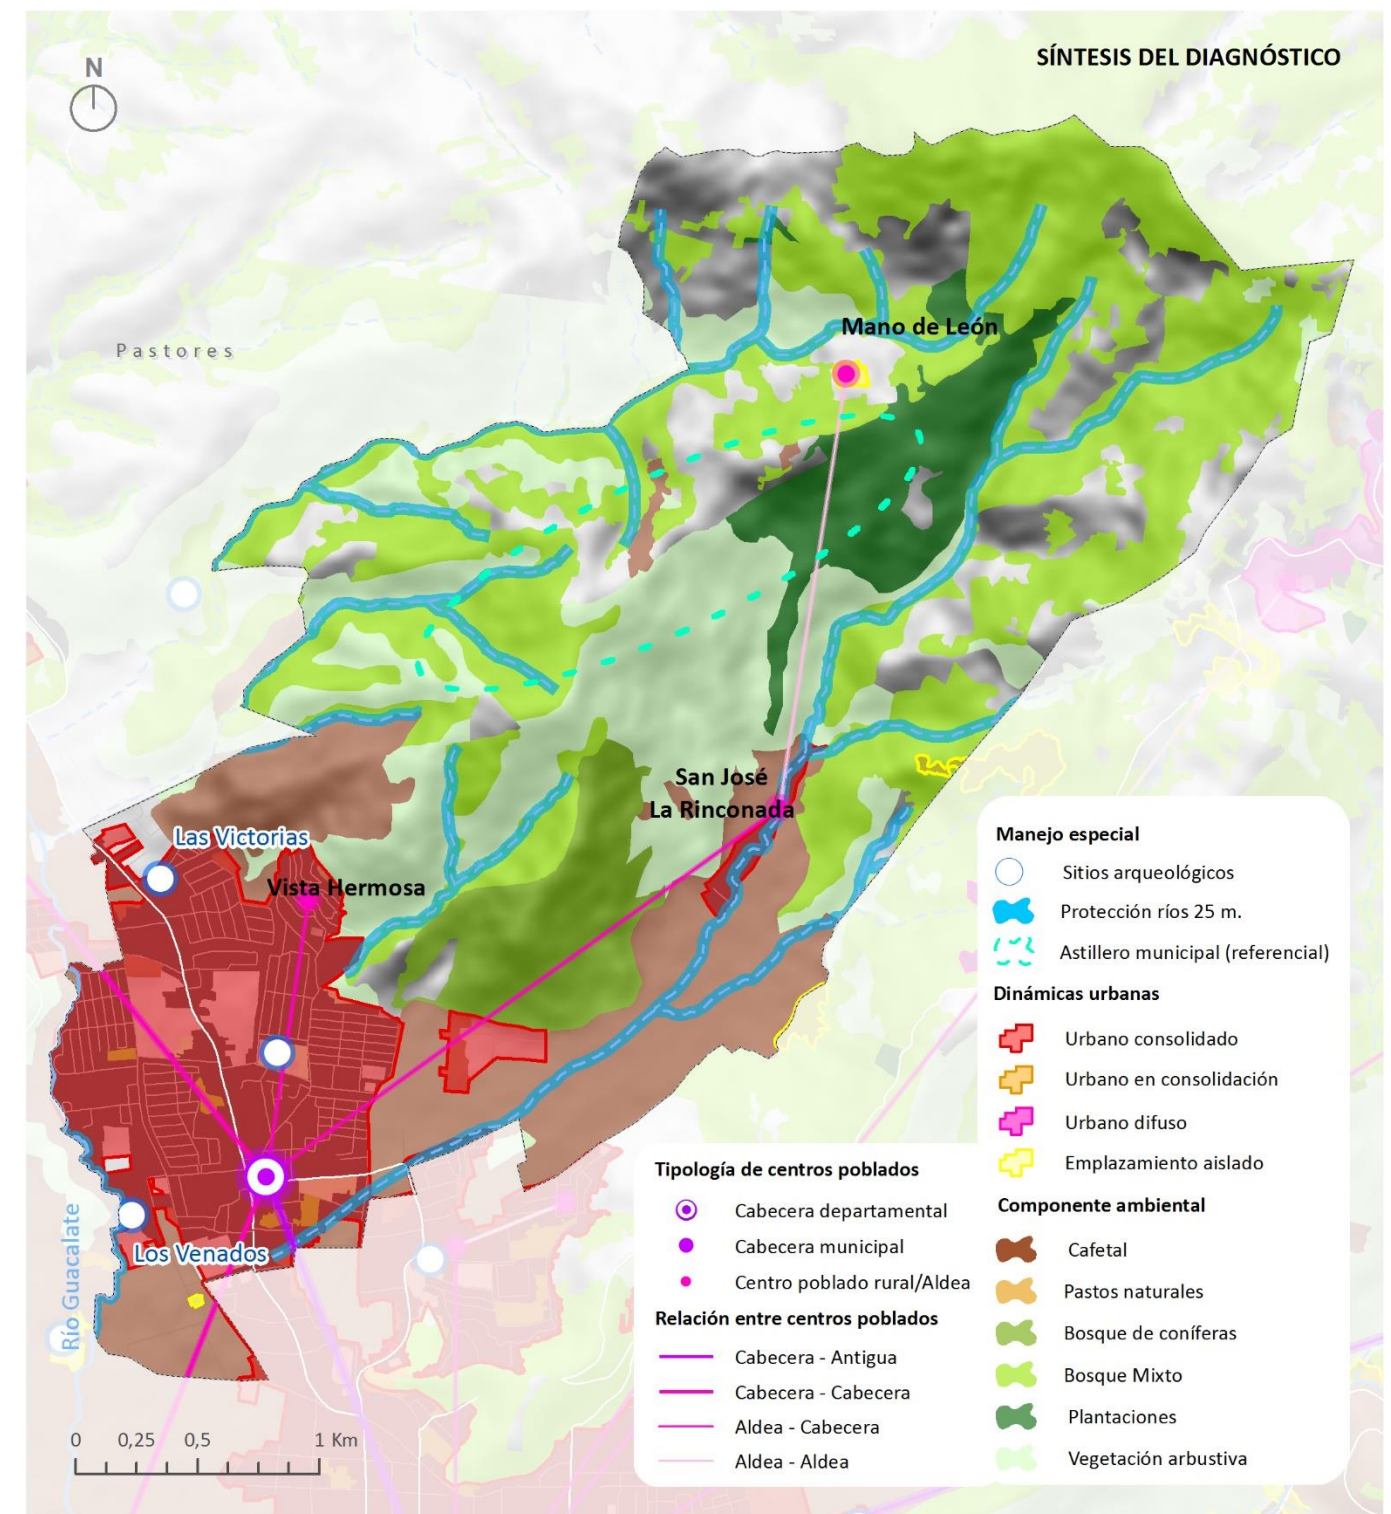 SÍNTESIS DEL DIAGNÓSTICO
N
Pastores
Mano de León
San José
La Rinconada
Las Victorias
Vista Hermosa
Los Venados
Río Guacalate
0 0,25 0,5 1 Km
Tipología de centros poblados
Cabecera departamental
Cabecera municipal
Centro poblado rural/Aldea
Relación entre centros poblados
Cabecera - Antigua
Cabecera - Cabecera
Aldea - Cabecera
Aldea - Aldea
Manejo especial
Sitios arqueológicos
Protección ríos 25 m.
Astillero municipal (referencial)
Dinámicas urbanas
Urbano consolidado
Urbano en consolidación
Urbano difuso
Emplazamiento aislado
Componente ambiental
Cafetal
Pastos naturales
Bosque de coníferas
Bosque Mixto
Plantaciones
Vegetación arbustiva